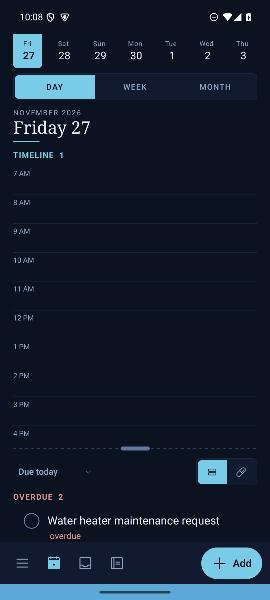 10:08
Fri Sat Sun Mon Tue Wed Thu
27 28 29 30 1 2 3
DAY WEEK MONTH
NOVEMBER 2026
Friday 27
TIMELINE 1
7 AM
8 AM
9 AM
10 AM
11 AM
12 PM
1 PM
2 PM
3 PM
4 PM
Due today
OVERDUE 2
Water heater maintenance request
overdue
Add